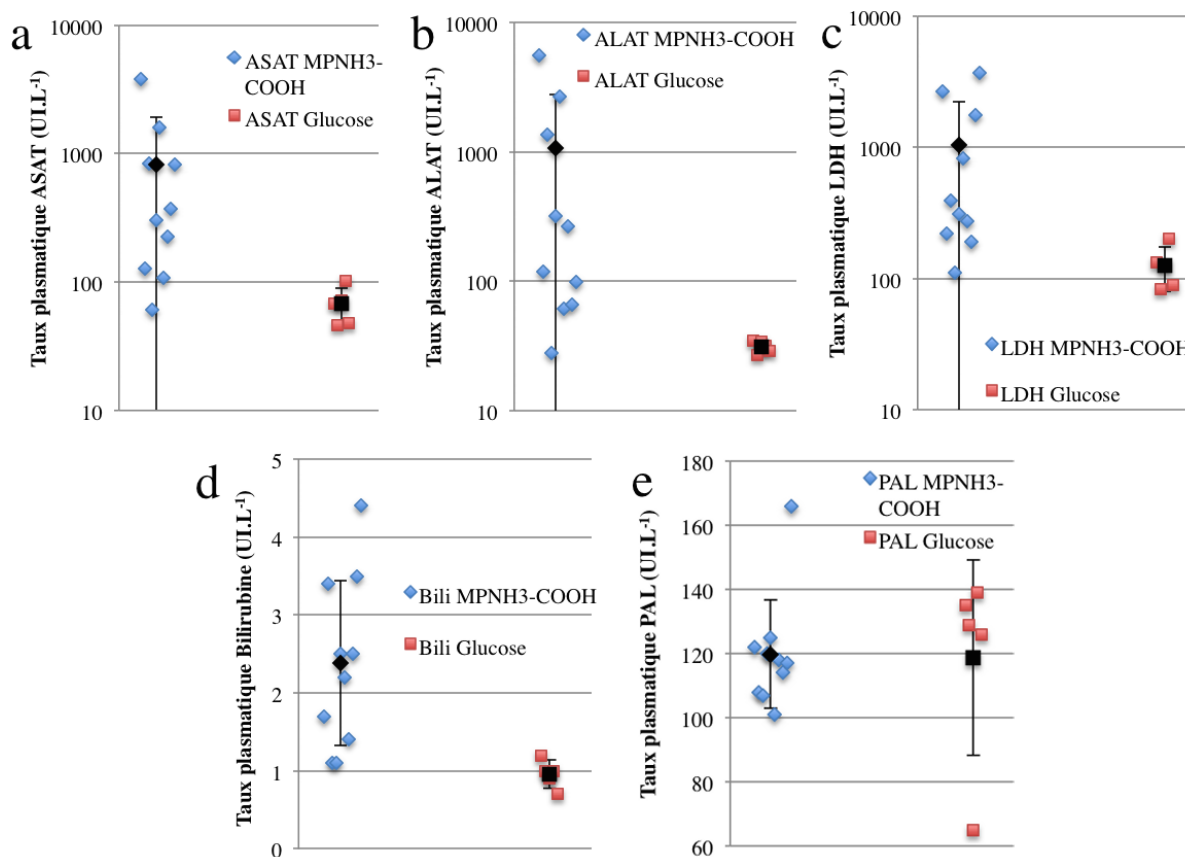 a
Taux plasmatique ASAT (UI.L⁻¹)
10000
1000
100
10
ASAT MPNH3-
COOH
ASAT Glucose
b
Taux plasmatique ALAT (UI.L⁻¹)
10000
1000
100
10
ALAT MPNH3-COOH
ALAT Glucose
c
Taux plasmatique LDH (UI.L⁻¹)
10000
1000
100
10
LDH MPNH3-COOH
LDH Glucose
d
Taux plasmatique Bilirubine (UI.L⁻¹)
5
4
3
2
1
0
Bili MPNH3-COOH
Bili Glucose
e
Taux plasmatique PAL (UI.L⁻¹)
180
160
140
120
100
80
60
PAL MPNH3-
COOH
PAL Glucose